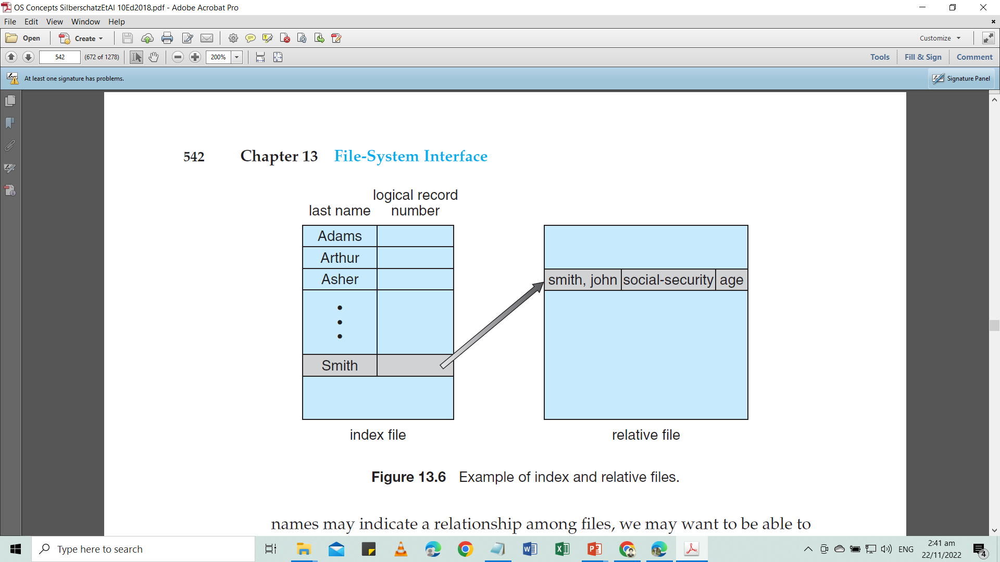 OS Concepts SilberschatzEtAl 10Ed2018.pdf - Adobe Acrobat Pro
File Edit View Window Help
Open Create Customize
542 (672 of 1278) 200% Tools Fill & Sign Comment
At least one signature has problems. Signature Panel
542 Chapter 13 File-System Interface
logical record
last name number
Adams
Arthur
Asher
smith, john social-security age
Smith
index file relative file
Figure 13.6 Example of index and relative files.
names may indicate a relationship among files, we may want to be able to
Type here to search
ENG
2:41 am
22/11/2022
4